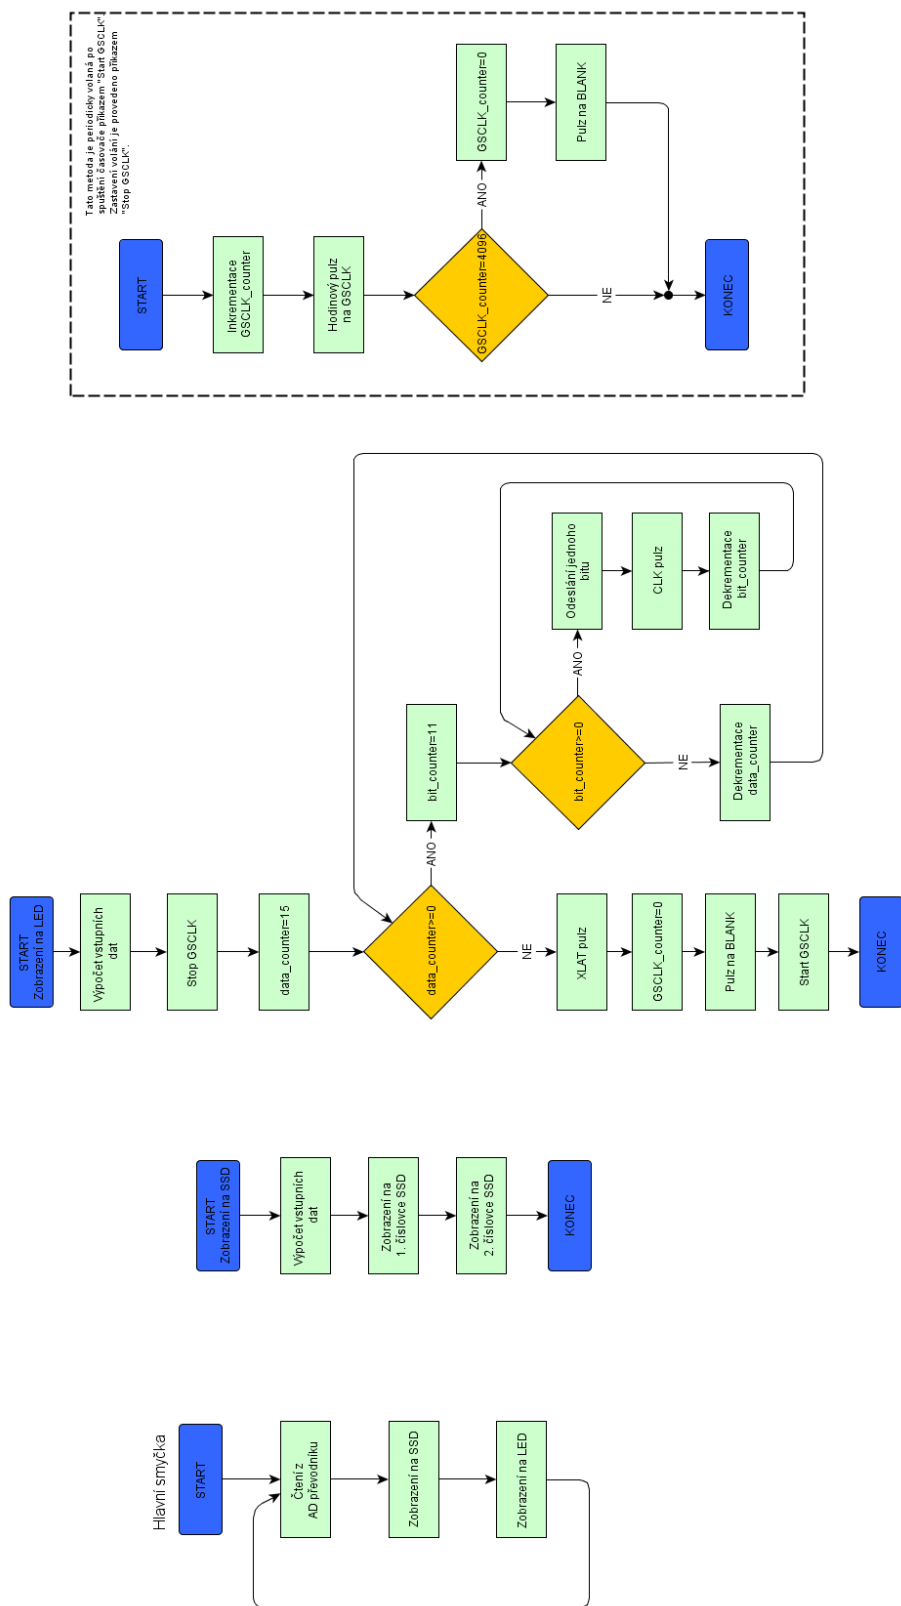 Hlavní smyčka
START
Čtení z
AD převodníku
Zobrazení na SSD
Zobrazení na LED
START
Zobrazení na SSD
Výpočet vstupních
dat
Zobrazení na
1. číslovce SSD
Zobrazení na
2. číslovce SSD
KONEC
START
Zobrazení na LED
Výpočet vstupních
dat
Stop GSCLK
data_counter=15
data_counter>=0
ANO
bit_counter=11
bit_counter>=0
ANO
Odeslání jednoho
bitu
CLK pulz
Dekrementace
bit_counter
NE
Dekrementace
data_counter
NE
XLAT pulz
GSCLK_counter=0
Pulz na BLANK
Start GSCLK
KONEC
Tato metoda je periodicky volaná po
spuštění časovače příkazem "Start GSCLK".
Zastavení volání je provedeno příkazem
"Stop GSCLK".
START
Inkrementace
GSCLK_counter
Hodinový pulz
na GSCLK
GSCLK_counter=4096
ANO
GSCLK_counter=0
Pulz na BLANK
NE
KONEC